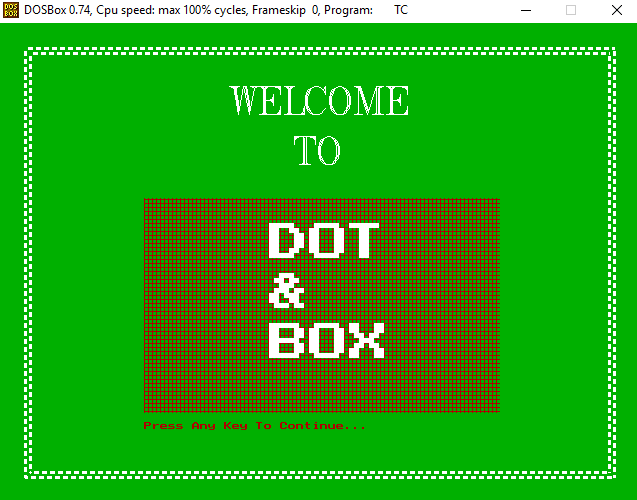 DOSBox 0.74, Cpu speed: max 100% cycles, Frameskip 0, Program: TC
WELCOME
TO
DOT
&
BOX
Press Any Key To Continue...